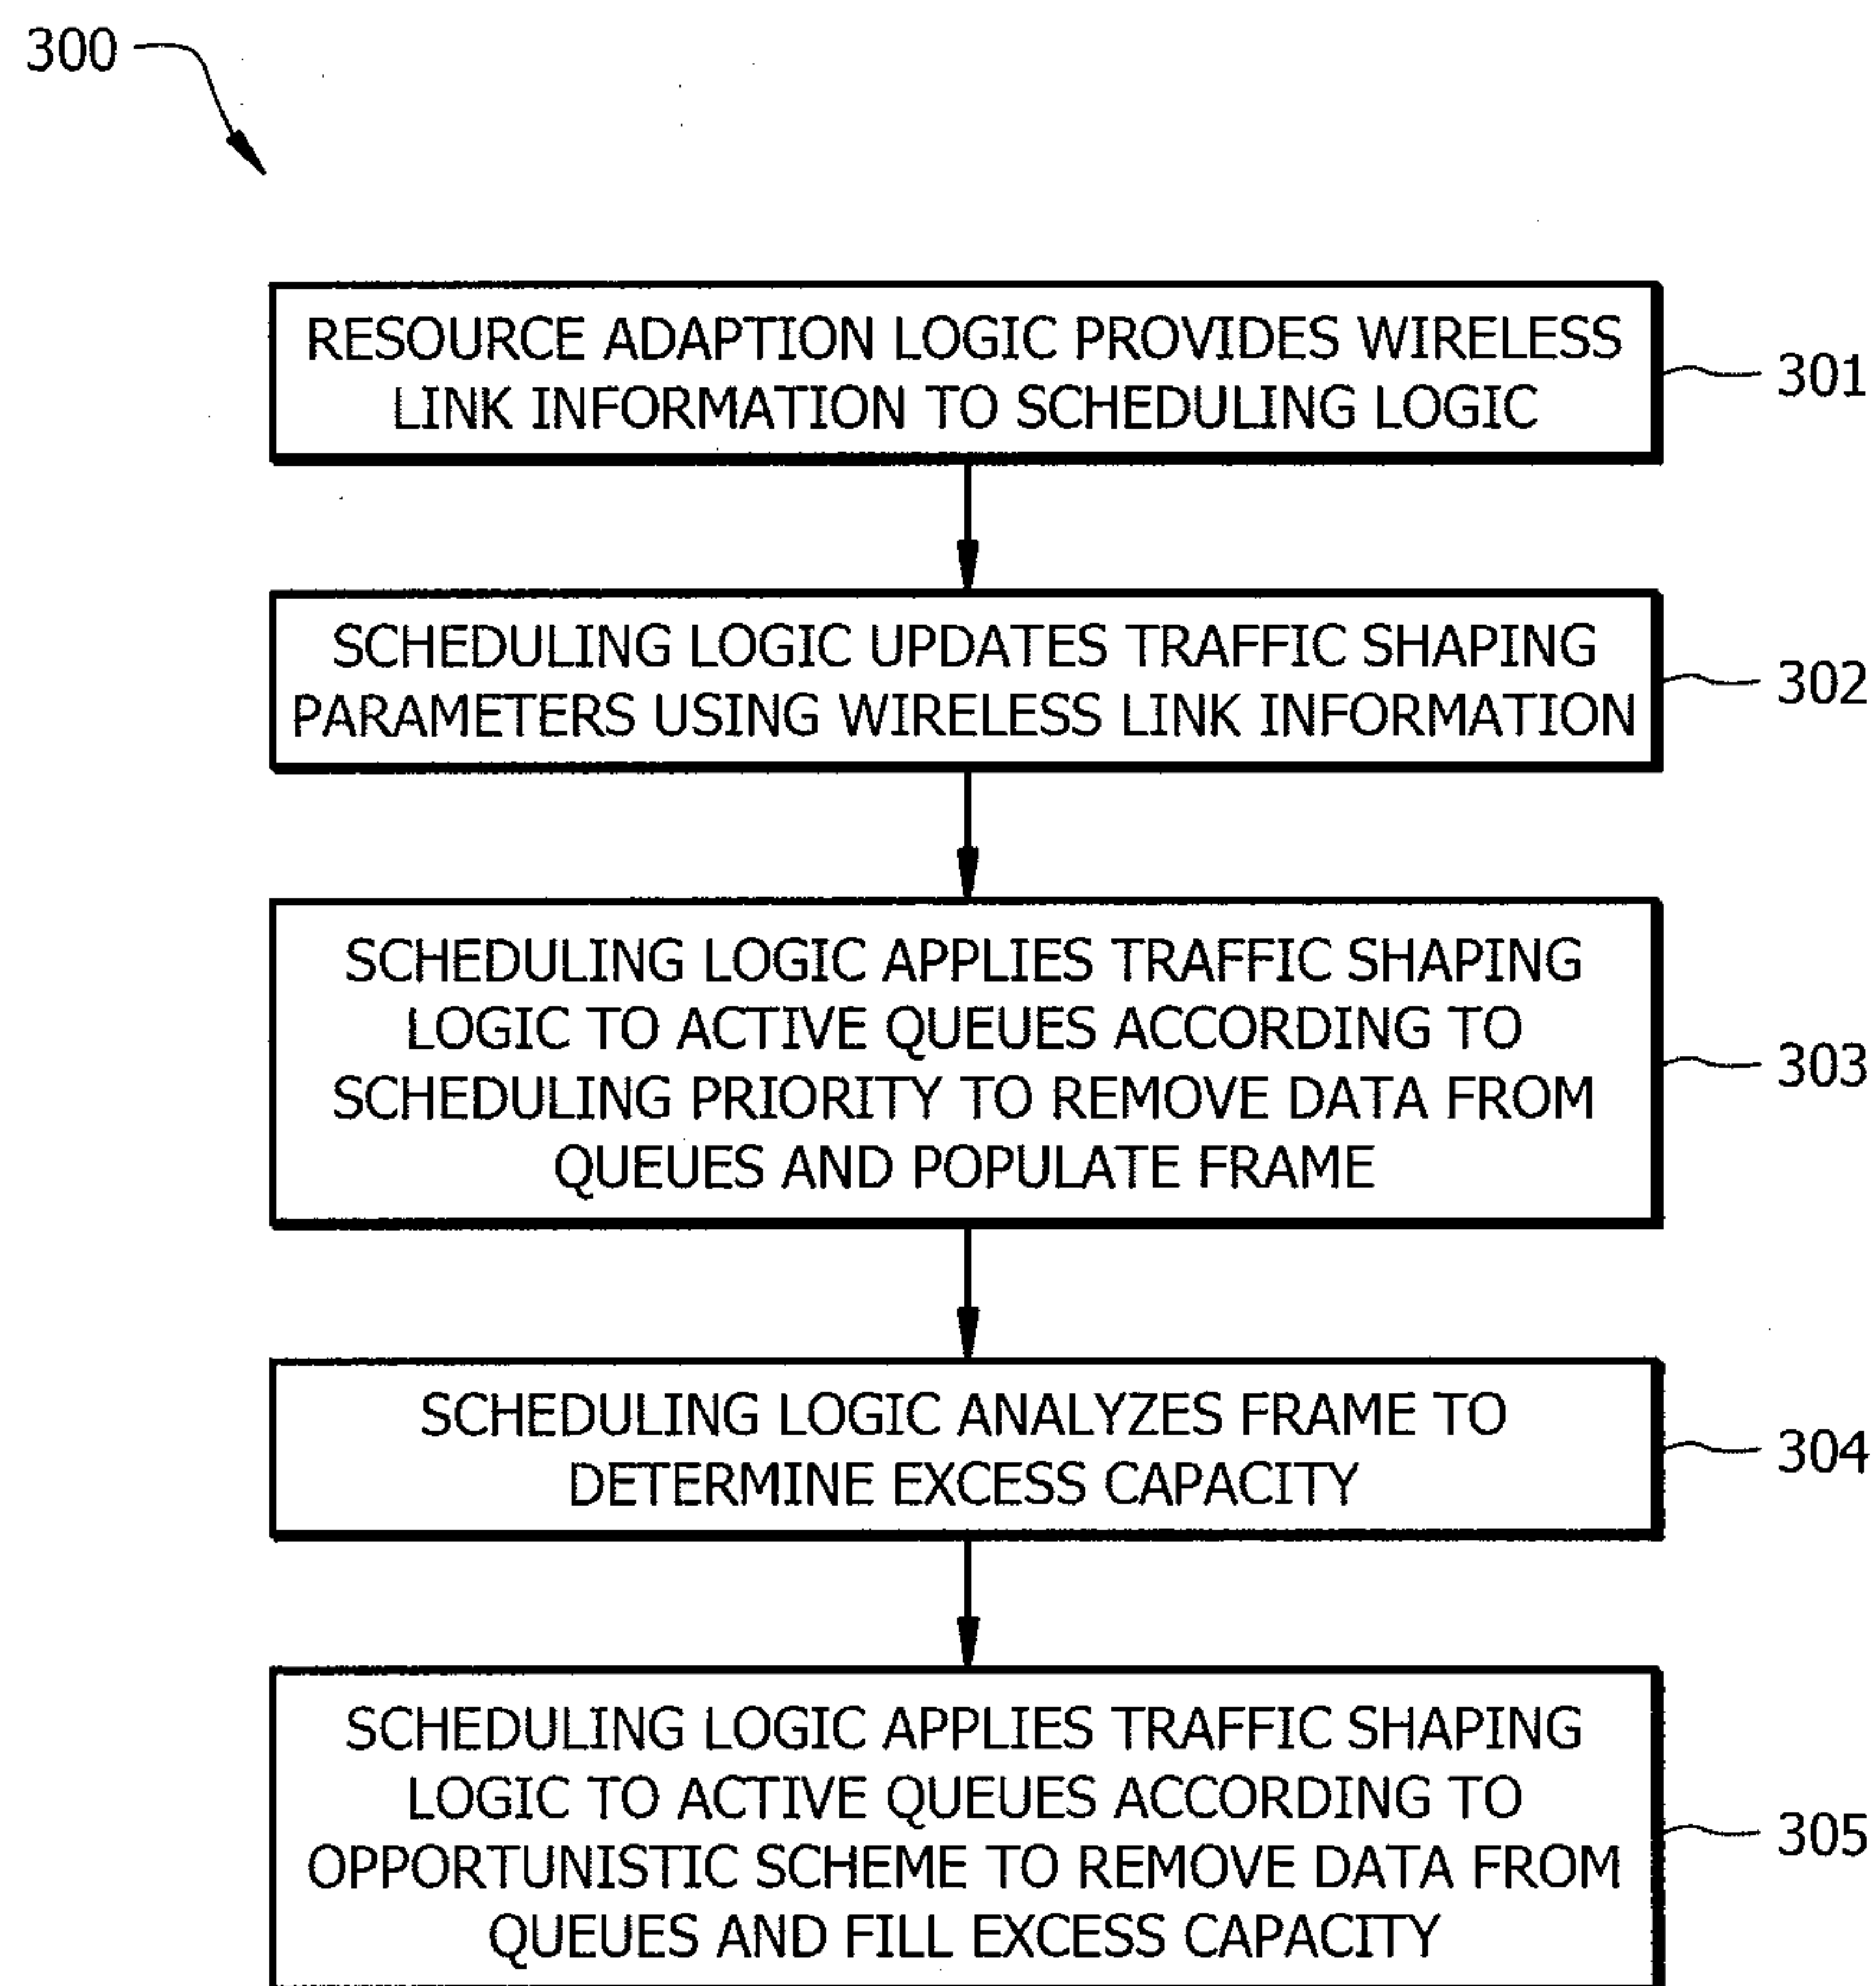 300
RESOURCE ADAPTION LOGIC PROVIDES WIRELESS
LINK INFORMATION TO SCHEDULING LOGIC
301
SCHEDULING LOGIC UPDATES TRAFFIC SHAPING
PARAMETERS USING WIRELESS LINK INFORMATION
302
SCHEDULING LOGIC APPLIES TRAFFIC SHAPING
LOGIC TO ACTIVE QUEUES ACCORDING TO
SCHEDULING PRIORITY TO REMOVE DATA FROM
QUEUES AND POPULATE FRAME
303
SCHEDULING LOGIC ANALYZES FRAME TO
DETERMINE EXCESS CAPACITY
304
SCHEDULING LOGIC APPLIES TRAFFIC SHAPING
LOGIC TO ACTIVE QUEUES ACCORDING TO
OPPORTUNISTIC SCHEME TO REMOVE DATA FROM
QUEUES AND FILL EXCESS CAPACITY
305